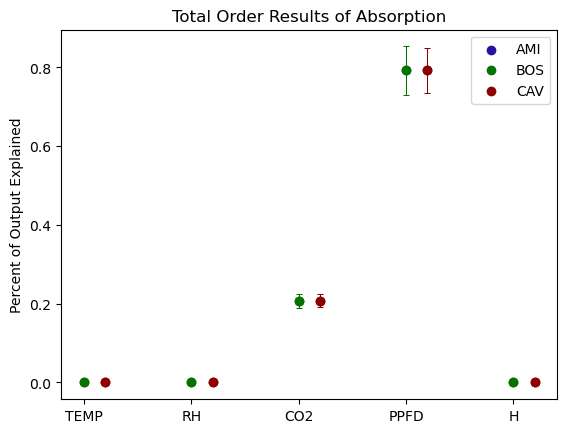 Total Order Results of Absorption
AMI
BOS
CAV
Percent of Output Explained
0.8
0.6
0.4
0.2
0.0
TEMP RH CO2 PPFD H